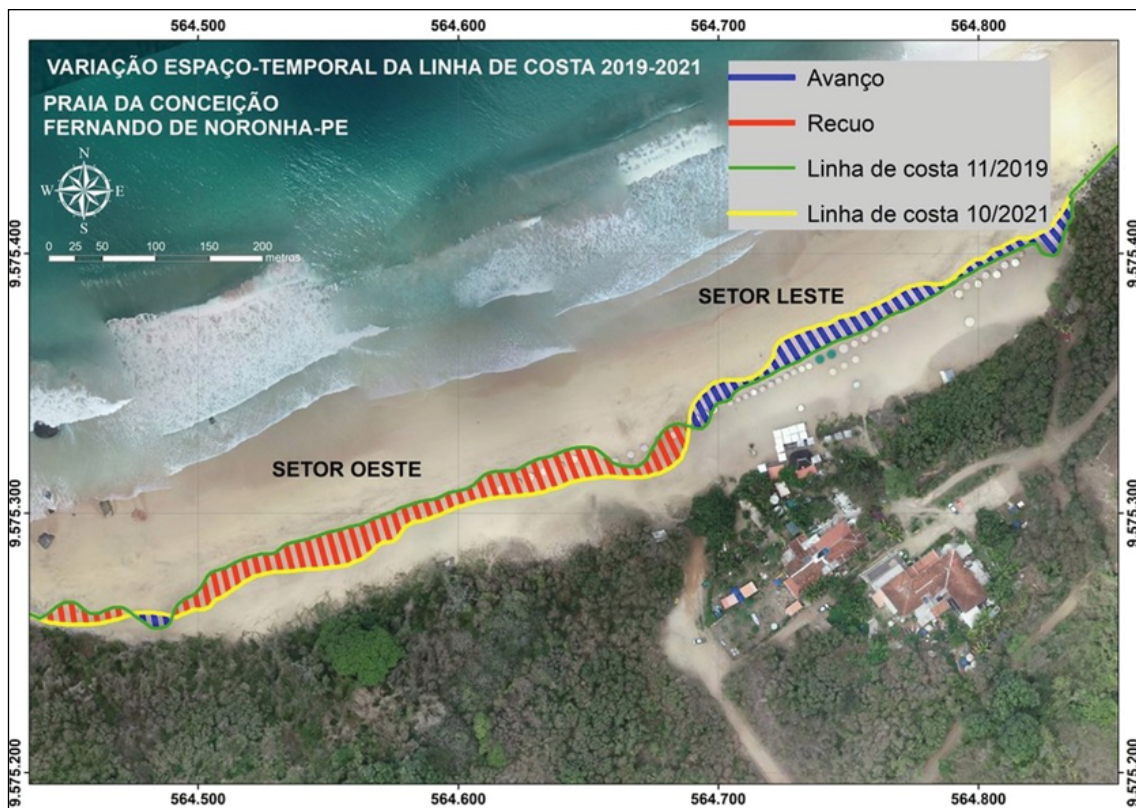 564.500 564.600 564.700 564.800
VARIAÇÃO ESPAÇO-TEMPORAL DA LINHA DE COSTA 2019-2021
PRAIA DA CONCEIÇÃO
FERNANDO DE NORONHA-PE
N
W E
S
0 25 50 100 150 200
metros
Avanço
Recuo
Linha de costa 11/2019
Linha de costa 10/2021
9.575.400 9.575.400
SETOR LESTE
SETOR OESTE
9.575.300 9.575.300
9.575.200 9.575.200
564.500 564.600 564.700 564.800